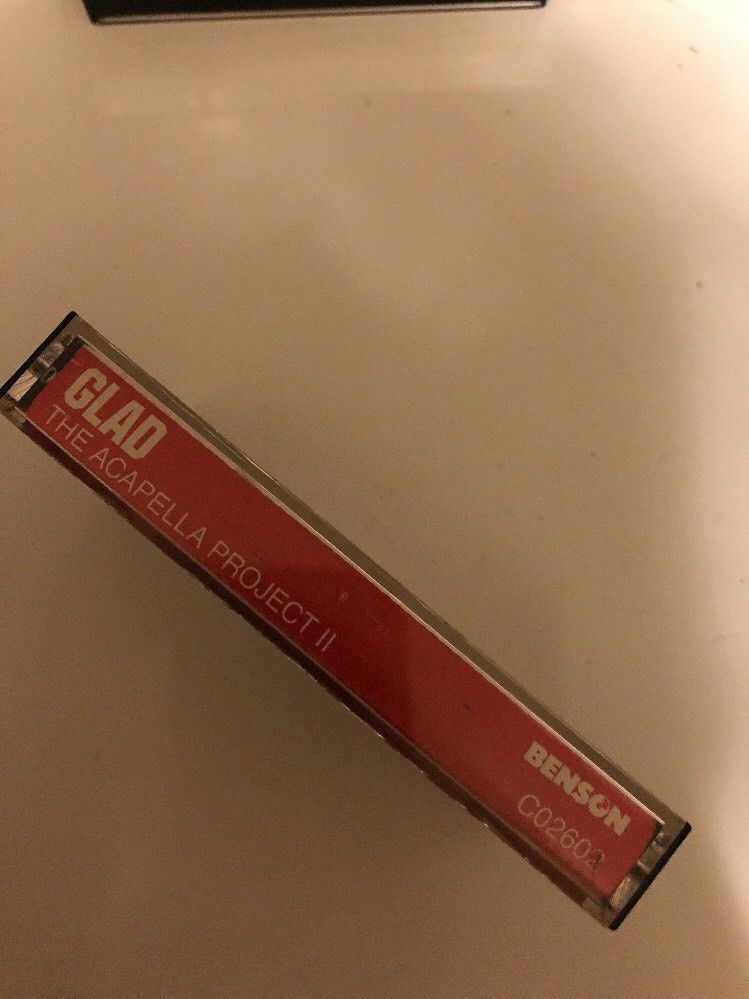 GLAD
THE ACAPELLA PROJECT II
BENSON
C02602